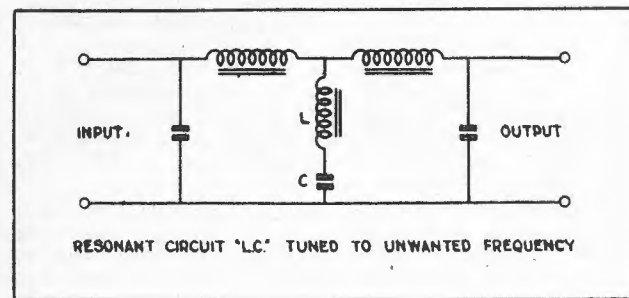 INPUT.
L
OUTPUT
C
RESONANT CIRCUIT "L.C." TUNED TO UNWANTED FREQUENCY